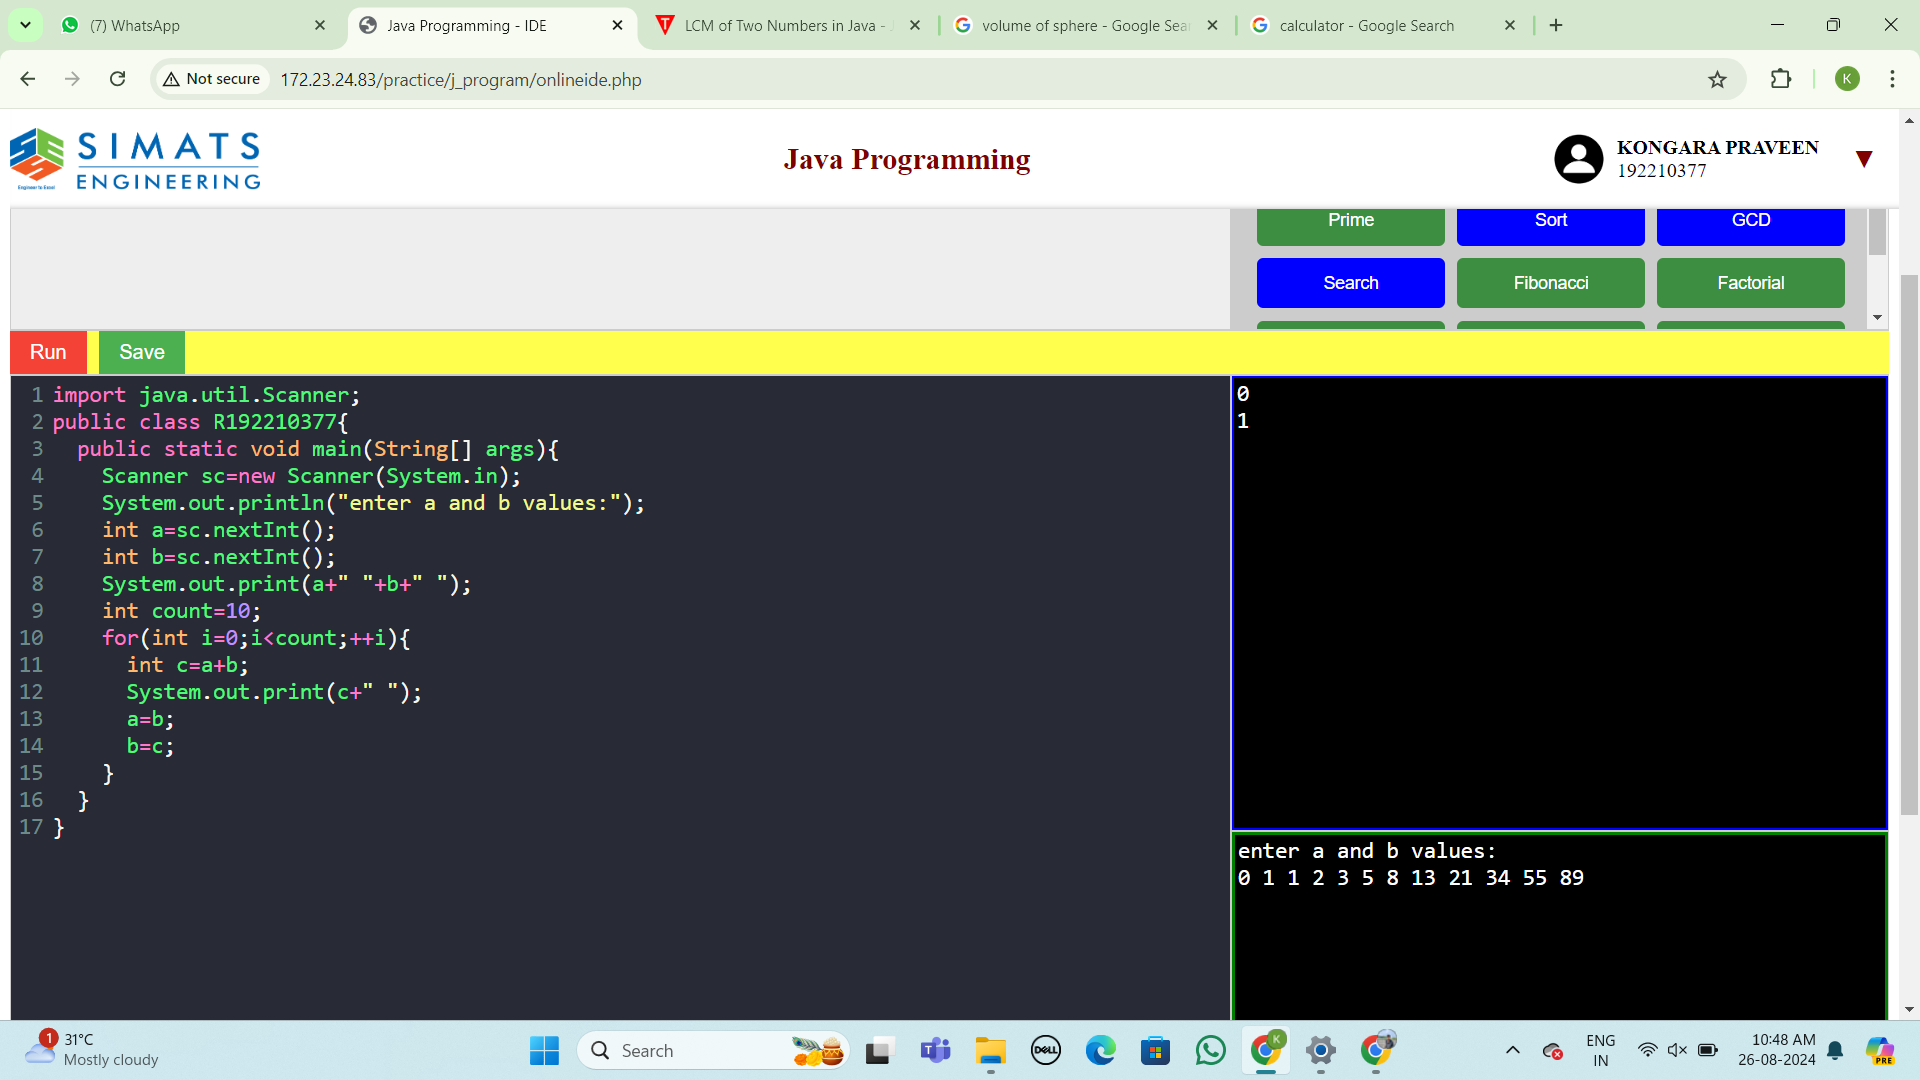 (7) WhatsApp
Java Programming - IDE
LCM of Two Numbers in Java -
volume of sphere - Google Sear
calculator - Google Search
Not secure
172.23.24.83/practice/j_program/onlineide.php
K
SIMATS
ENGINEERING
Engineer to Excel
Java Programming
KONGARA PRAVEEN
192210377
Prime
Sort
GCD
Search
Fibonacci
Factorial
Run
Save
1 import java.util.Scanner;
2 public class R192210377{
3 public static void main(String[] args){
4 Scanner sc=new Scanner(System.in);
5 System.out.println("enter a and b values:");
6 int a=sc.nextInt();
7 int b=sc.nextInt();
8 System.out.print(a+" "+b+" ");
9 int count=10;
10 for(int i=0;i<count;++i){
11 int c=a+b;
12 System.out.print(c+" ");
13 a=b;
14 b=c;
15 }
16 }
17 }
0
1
enter a and b values:
0 1 1 2 3 5 8 13 21 34 55 89
1
31°C
Mostly cloudy
Search
DELL
K
ENG
IN
10:48 AM
26-08-2024
PRE